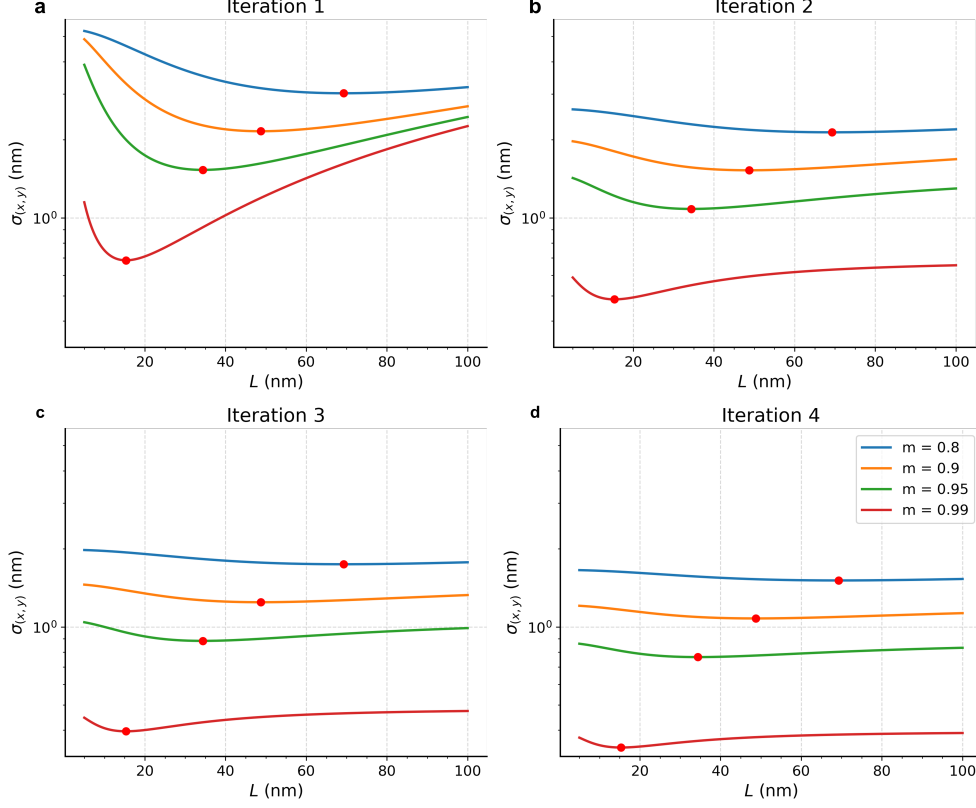 a
Iteration 1
σ(x, y) (nm)
10⁰
20 40 60 80 100
L (nm)
b
Iteration 2
σ(x, y) (nm)
10⁰
20 40 60 80 100
L (nm)
c
Iteration 3
σ(x, y) (nm)
10⁰
20 40 60 80 100
L (nm)
d
Iteration 4
m = 0.8
m = 0.9
m = 0.95
m = 0.99
σ(x, y) (nm)
10⁰
20 40 60 80 100
L (nm)